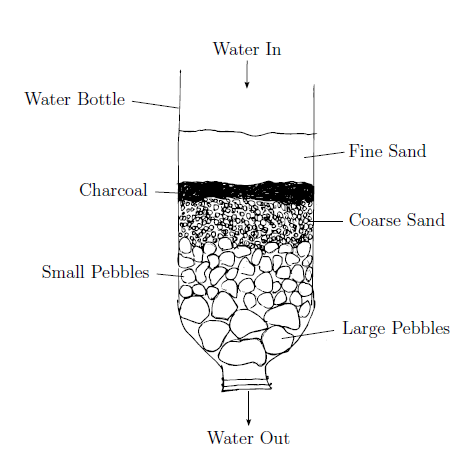 Water In
Water Bottle
Fine Sand
Charcoal
Coarse Sand
Small Pebbles
Large Pebbles
Water Out